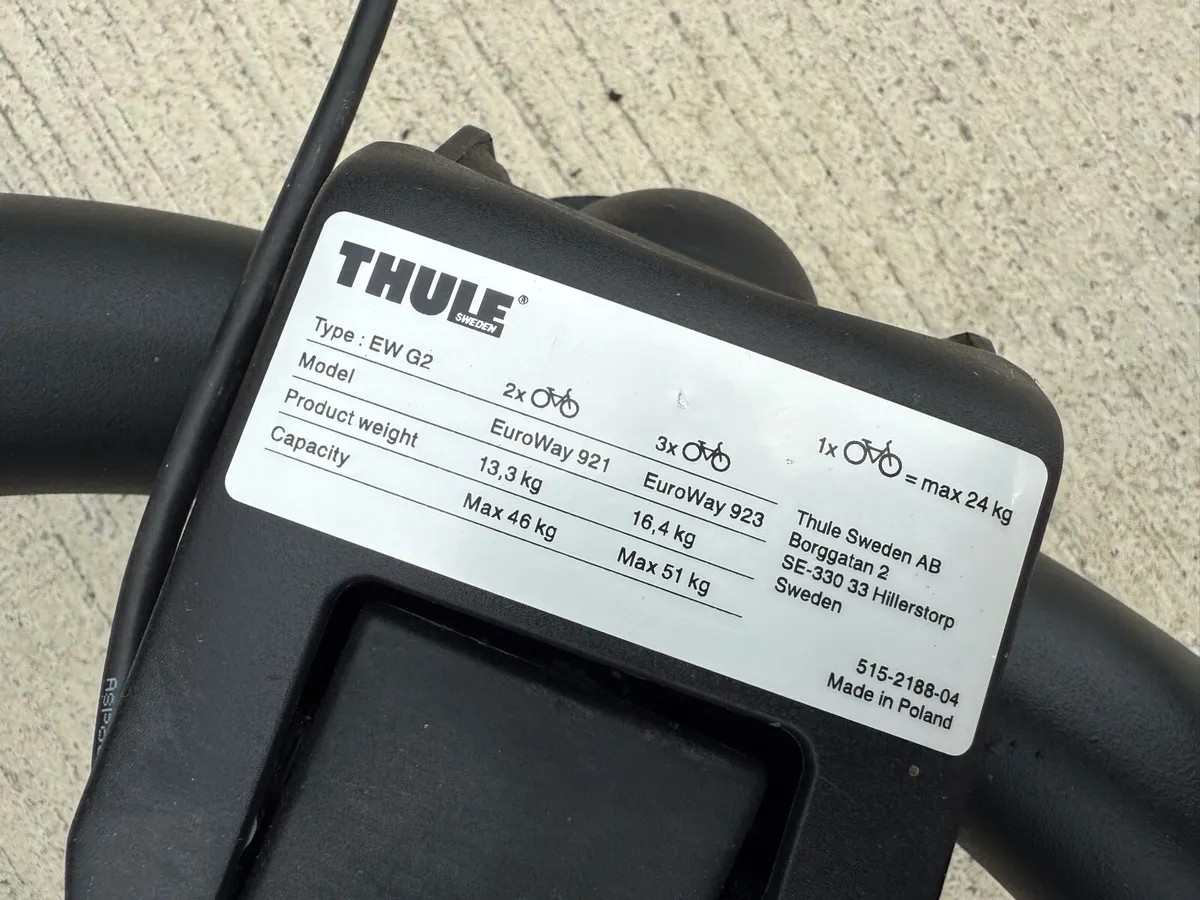 THULE®
SWEDEN
Type : EW G2
2x
3x
1x = max 24 kg
Model EuroWay 921 EuroWay 923
Product weight 13,3 kg 16,4 kg
Capacity Max 46 kg Max 51 kg
Thule Sweden AB
Borggatan 2
SE-330 33 Hillerstorp
Sweden
515-2188-04
Made in Poland